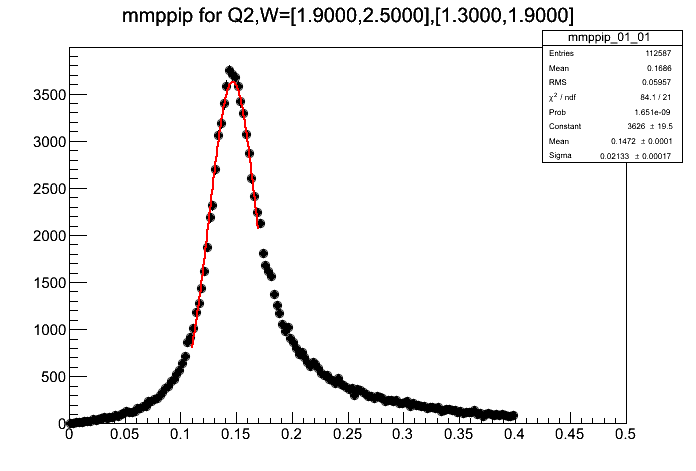 mmppip for Q2,W=[1.9000,2.5000],[1.3000,1.9000]
mmppip_01_01
Entries 112587
Mean 0.1686
RMS 0.05957
χ² / ndf 84.1 / 21
Prob 1.651e-09
Constant 3626 ± 19.5
Mean 0.1472 ± 0.0001
Sigma 0.02133 ± 0.00017
3500
3000
2500
2000
1500
1000
500
0
0 0.05 0.1 0.15 0.2 0.25 0.3 0.35 0.4 0.45 0.5